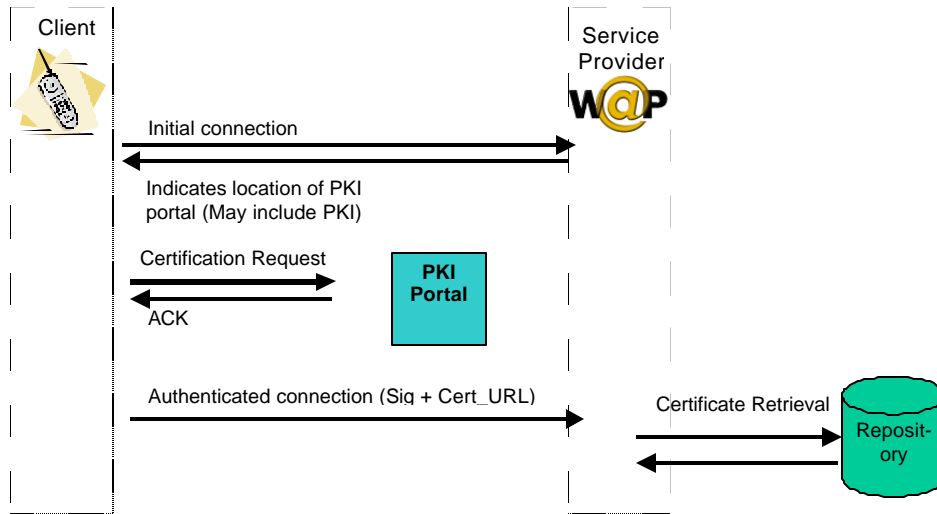 Client
Service
Provider
W@P
Initial connection
Indicates location of PKI
portal (May include PKI)
Certification Request
PKI
Portal
ACK
Authenticated connection (Sig + Cert_URL)
Certificate Retrieval
Reposit-
ory